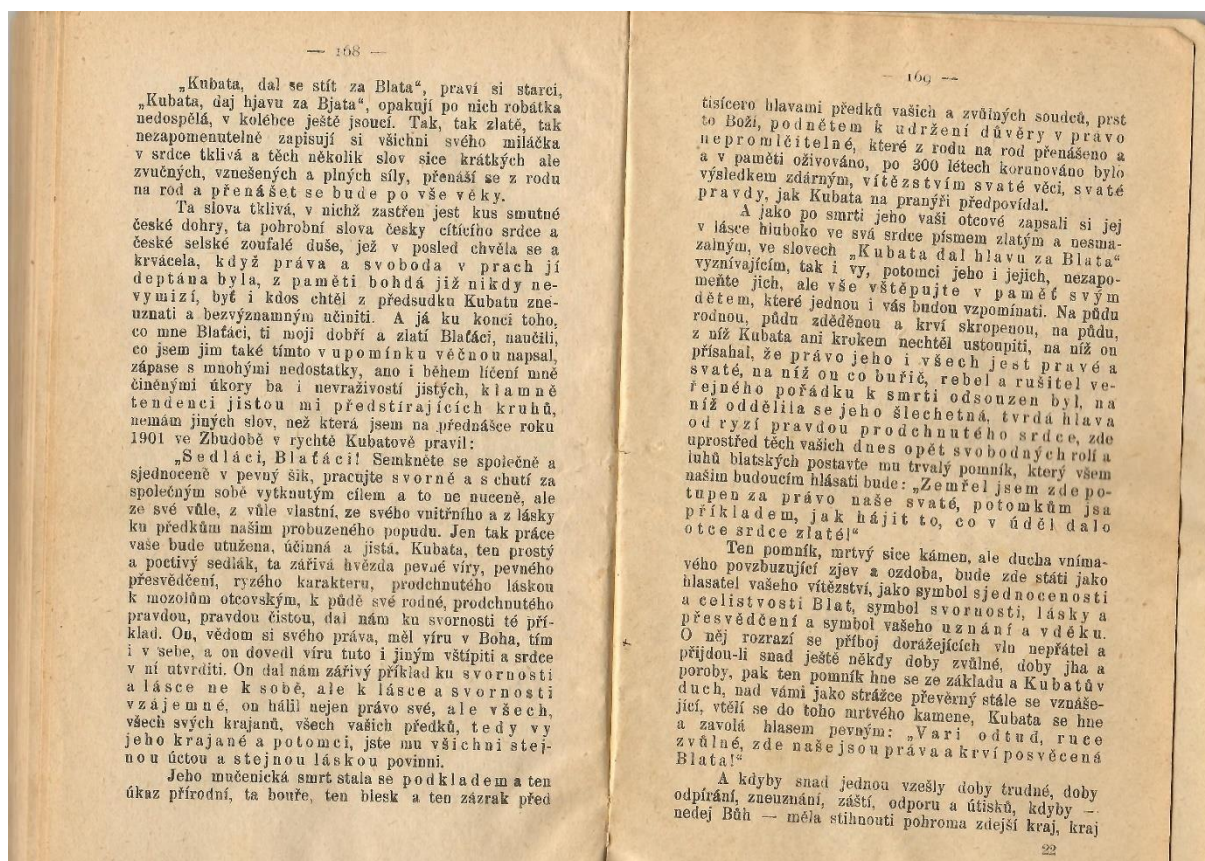 — 168 —
„Kubata, dal se stít za Blata“, praví si starci,
„Kubata, daj hjavu za Bjata“, opakují po nich robátka
nedospělá, v kolébce ještě jsoucí. Tak, tak zlatě, tak
nezapomenutelně zapisují si všichni svého miláčka
v srdce tklivá a těch několik slov sice krátkých ale
zvučných, vznešených a plných síly, přenáší se z rodu
na rod a přenášet se bude po vše věky.
Ta slova tklivá, v nichž zastřen jest kus smutné
české dohry, ta pohrobní slova česky cítícího srdce a
české selské zoufalé duše, jež v posled chvěla se a
krvácela, když práva a svoboda v prach jí
deptána byla, z paměti bohdá již nikdy ne-
vymizí, byť i kdos chtěl z předsudku Kubatu zne-
uznati a bezvýznamným učiniti. A já ku konci toho,
co mne Blaťáci, ti moji dobří a zlatí Blaťáci, naučili,
co jsem jim také tímto v upomínku věčnou napsal,
zápase s mnohými nedostatky, ano i během líčení mně
činěnými úkory ba i nevraživostí jistých, klamně
tendenci jistou mi předstírajících kruhů,
nemám jiných slov, než která jsem na přednášce roku
1901 ve Zbudobě v rychtě Kubatově pravil:
„Sedláci, Blaťáci! Semkněte se společně a
sjednoceně v pevný šik, pracujte svorně a s chutí za
společným sobě vytknutým cílem a to ne nuceně, ale
ze své vůle, z vůle vlastní, ze svého vnitřního a z lásky
ku předkům našim probuzeného popudu. Jen tak práce
vaše bude utužena, účinná a jistá. Kubata, ten prostý
a poctivý sedlák, ta zářivá hvězda pevné víry, pevného
přesvědčení, ryzého karakteru, prodchnutého láskou
k mozolům otcovským, k půdě své rodné, prodchnutého
pravdou, pravdou čistou, dal nám ku svornosti té pří-
klad. On, vědom si svého práva, měl víru v Boha, tím
i v sebe, a on dovedl víru tuto i jiným vštípiti a srdce
v ní utvrditi. On dal nám zářivý příklad ku svornosti
a lásce ne k sobě, ale k lásce a svornosti
vzájemné, on hálil nejen právo své, ale všech,
všech svých krajanů, všech vašich předků, tedy vy
jeho krajané a potomci, jste mu všichni stej-
nou úctou a stejnou láskou povinni.
Jeho mučenická smrt stala se podkladem a ten
úkaz přírodní, ta bouře, ten blesk a ten zázrak před
— 169 —
tisícero hlavami předků vašich a zvůlných soudců, prst
to Boží, podnětem k udržení důvěry v právo
nepromlčitelné, které z rodu na rod přenášeno a
a v paměti oživováno, po 300 létech korunováno bylo
výsledkem zdárným, vítězstvím svaté věci, svaté
pravdy, jak Kubata na pranýři předpovídal.
A jako po smrti jeho vaši otcové zapsali si jej
v lásce hluboko ve svá srdce písmem zlatým a nesma-
zalným, ve slovech „Kubata dal hlavu za Blata“
vyznívajícím, tak i vy, potomci jeho i jejich, nezapo-
meňte jich, ale vše vštěpujte v paměť svým
dětem, které jednou i vás budou vzpomínati. Na půdu
rodnou, půdu zděděnou a krví skropenou, na půdu,
z níž Kubata ani krokem nechtěl ustoupiti, na níž on
přísahal, že právo jeho i všech jest pravé a
svaté, na níž on co buřič, rebel a rušitel ve-
řejného pořádku k smrti odsouzen byl, na
níž oddělila se jeho šlechetná, tvrdá hlava
od ryzí pravdou prodchnutého srdce, zde
uprostřed těch vašich dnes opět svobodných rolí a
luhů blatských postavte mu trvalý pomník, který všem
našim budoucím hlásati bude: „Zemřel jsem zde po-
tupen za právo naše svaté, potomkům jsa
příkladem, jak hájit to, co v úděl dalo
otce srdce zlaté!“
Ten pomník, mrtvý sice kámen, ale ducha vníma-
vého povzbuzující zjev a ozdoba, bude zde státi jako
hlasatel vašeho vítězství, jako symbol sjednocenosti
a celistvosti Blat, symbol svornosti, lásky a
přesvědčení a symbol vašeho uznání a vděku.
O něj rozrazí se příboj dorážejících vln nepřátel a
přijdou-li snad ještě někdy doby zvůlné, doby jha a
poroby, pak ten pomník hne se ze základu a Kubatův
duch, nad vámi jako strážce převěrný stále se vznáše-
jící, vtělí se do toho mrtvého kamene, Kubata se hne
a zavolá hlasem pevným: „Vari odtud, ruce
zvůlné, zde naše jsou práva a krví posvěcená
Blata!“
A kdyby snad jednou vzešly doby trudné, doby
odpírání, zneuznání, záští, odporu a útisků, kdyby —
nedej Bůh — měla stihnouti pohroma zdejší kraj, kraj
22